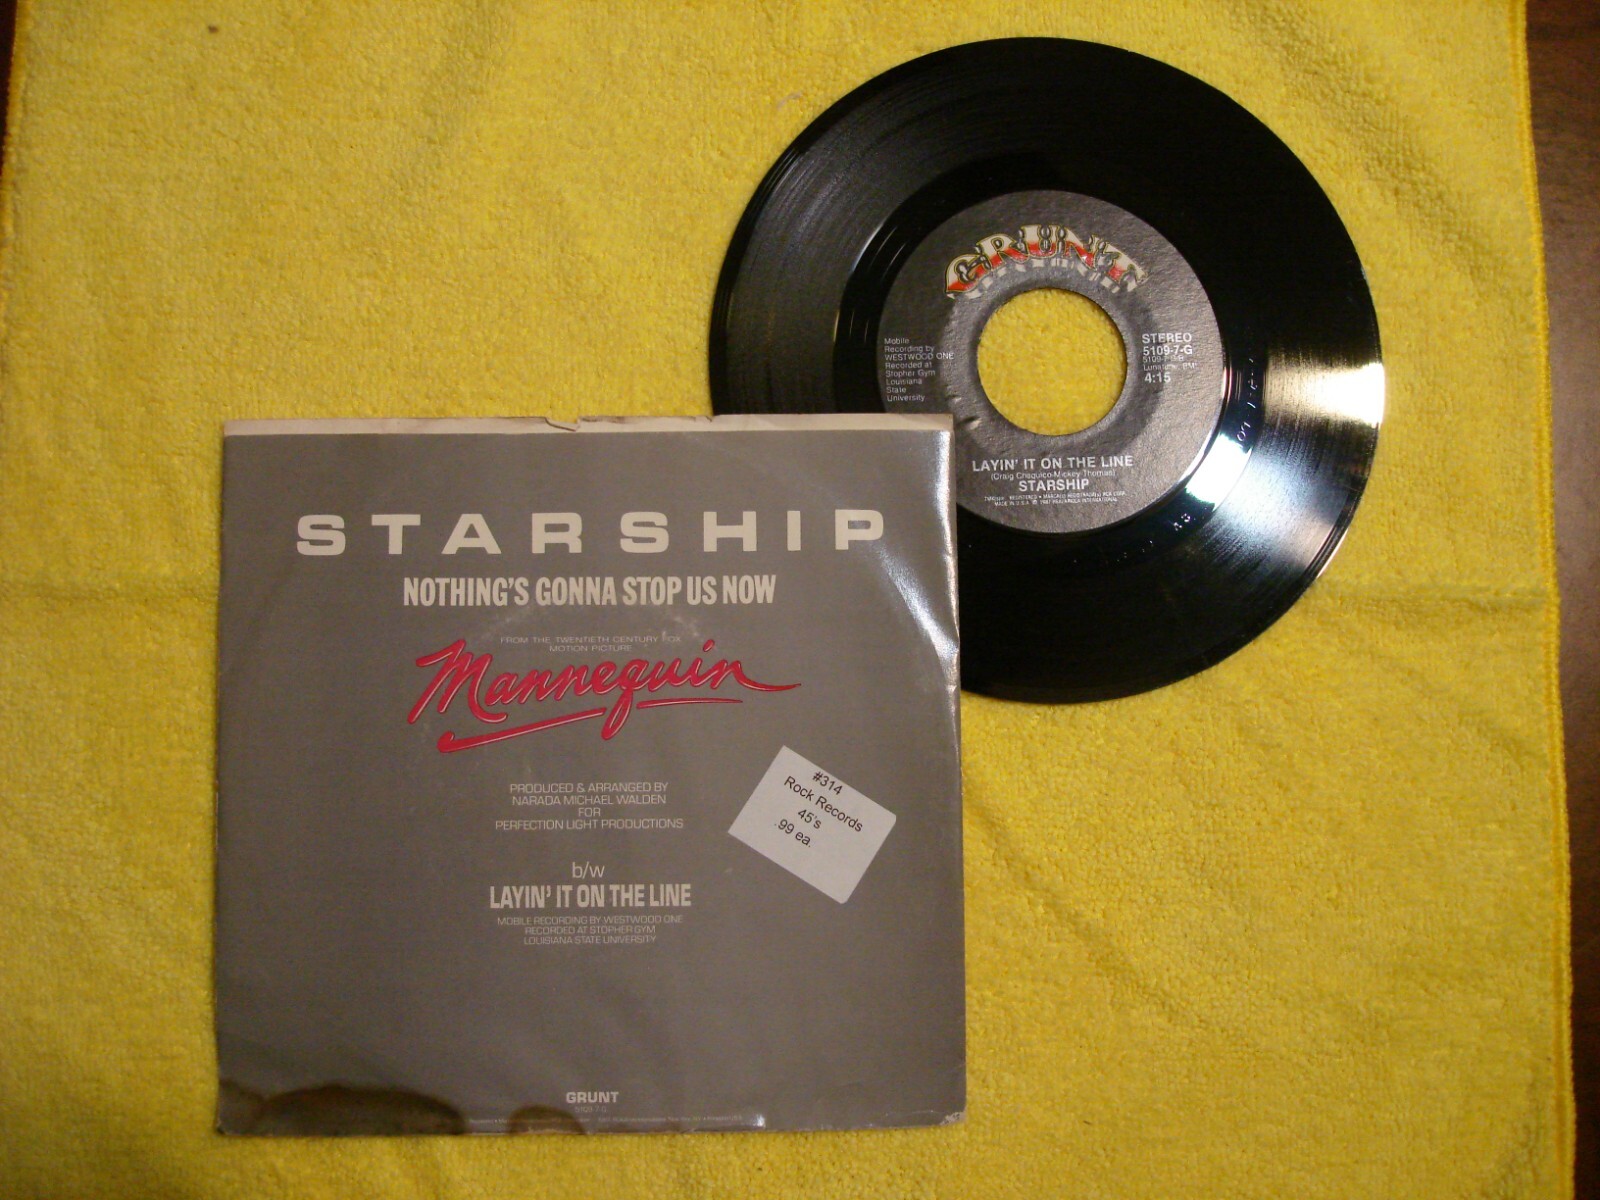 STARSHIP
NOTHING'S GONNA STOP US NOW
FROM THE TWENTIETH CENTURY FOX
MOTION PICTURE
Mannequin
PRODUCED & ARRANGED BY
NARADA MICHAEL WALDEN
FOR
PERFECTION LIGHT PRODUCTIONS
b/w
LAYIN' IT ON THE LINE
MOBILE RECORDING BY WESTWOOD ONE
RECORDED AT STOPHER GYM
LOUISIANA STATE UNIVERSITY
GRUNT
5109-7-G
#314
Rock Records
45's
.99 ea.
GRUNT
Mobile
Recording by
WESTWOOD ONE
Recorded at
Stopher Gym
Louisiana
State
University
STEREO
5109-7-G
4:15
LAYIN' IT ON THE LINE
(Craig Chaquico-Mickey Thomas)
STARSHIP